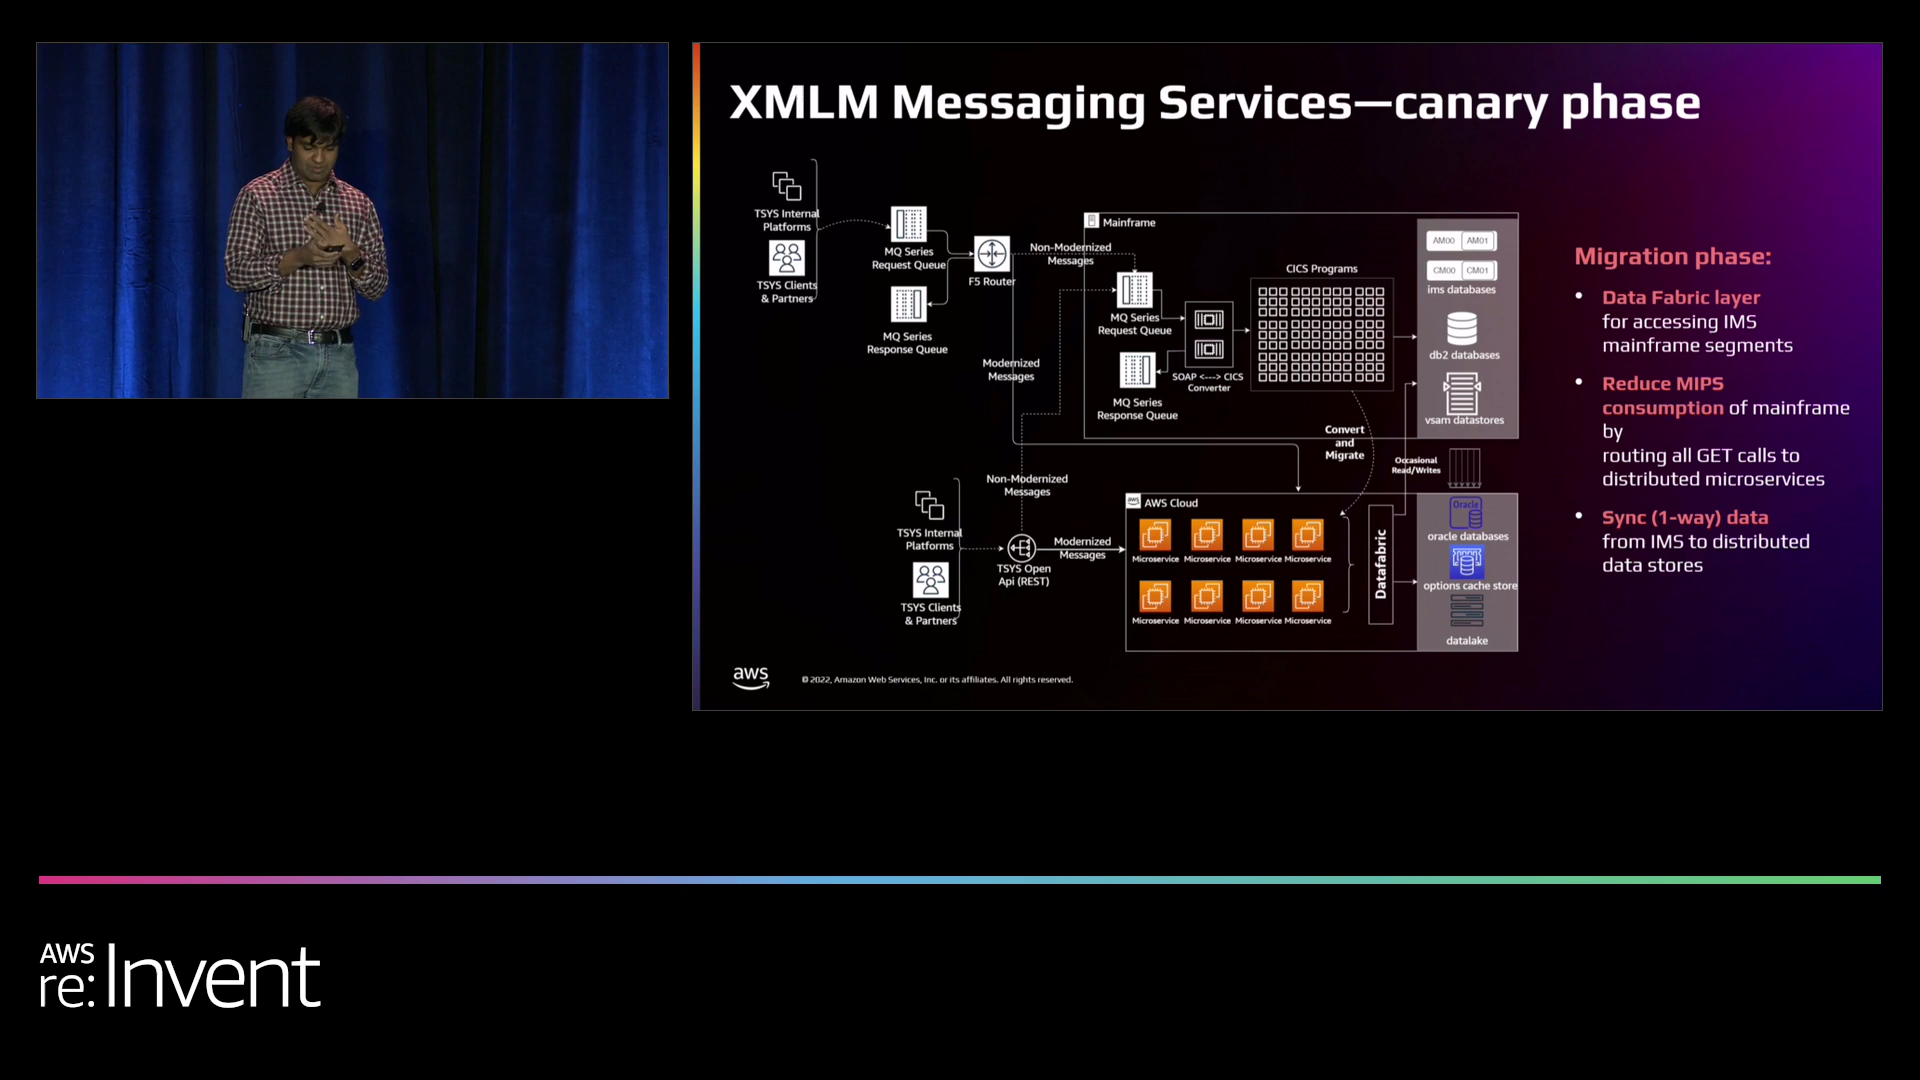 XMLM Messaging Services—canary phase
TSYS Internal
Platforms
TSYS Clients
& Partners
MQ Series
Request Queue
MQ Series
Response Queue
F5 Router
Non-Modernized
Messages
Modernized
Messages
Mainframe
MQ Series
Request Queue
MQ Series
Response Queue
SOAP <---> CICS
Converter
CICS Programs
AM00 AM01
CM00 CM01
ims databases
db2 databases
vsam datastores
Convert
and
Migrate
Occasional
Read/Writes
Non-Modernized
Messages
TSYS Internal
Platforms
TSYS Clients
& Partners
TSYS Open
Api (REST)
Modernized
Messages
aws
AWS Cloud
Microservice Microservice Microservice Microservice
Microservice Microservice Microservice Microservice
Datafabric
Oracle
oracle databases
options cache store
datalake
Migration phase:
• Data Fabric layer
for accessing IMS
mainframe segments
• Reduce MIPS
consumption of mainframe
by
routing all GET calls to
distributed microservices
• Sync (1-way) data
from IMS to distributed
data stores
aws
© 2022, Amazon Web Services, Inc. or its affiliates. All rights reserved.
AWS
re:Invent